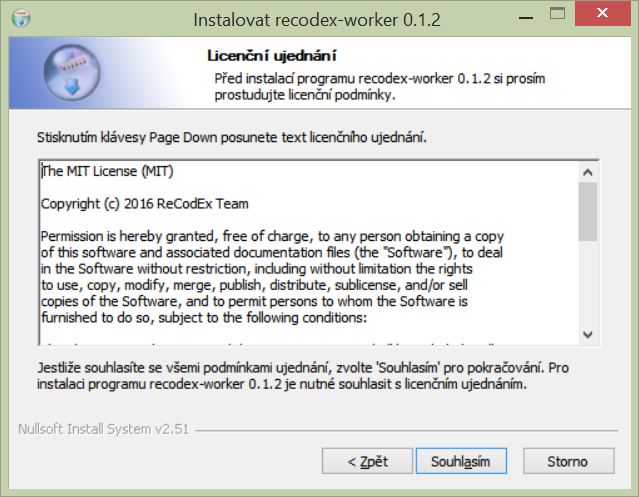 Instalovat recodex-worker 0.1.2
Licenční ujednání
Před instalací programu recodex-worker 0.1.2 si prosím
prostudujte licenční podmínky.
Stisknutím klávesy Page Down posunete text licenčního ujednání.
The MIT License (MIT)
Copyright (c) 2016 ReCodEx Team
Permission is hereby granted, free of charge, to any person obtaining a copy
of this software and associated documentation files (the "Software"), to deal
in the Software without restriction, including without limitation the rights
to use, copy, modify, merge, publish, distribute, sublicense, and/or sell
copies of the Software, and to permit persons to whom the Software is
furnished to do so, subject to the following conditions:
Jestliže souhlasíte se všemi podmínkami ujednání, zvolte 'Souhlasím' pro pokračování. Pro
instalaci programu recodex-worker 0.1.2 je nutné souhlasit s licenčním ujednáním.
Nullsoft Install System v2.51
< Zpět
Souhlasím
Storno